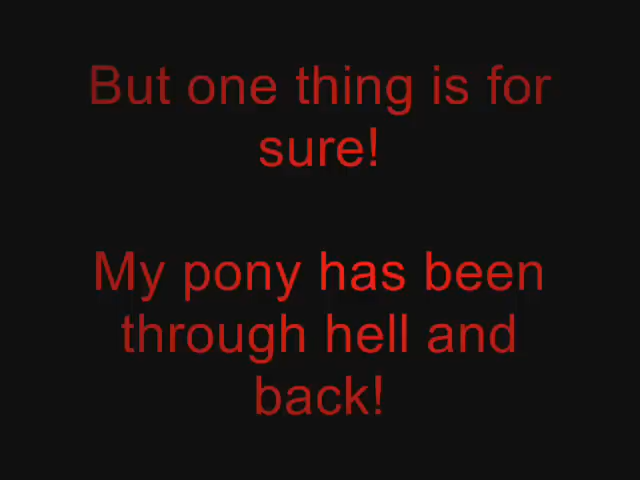 But one thing is for
sure!
My pony has been
through hell and
back!